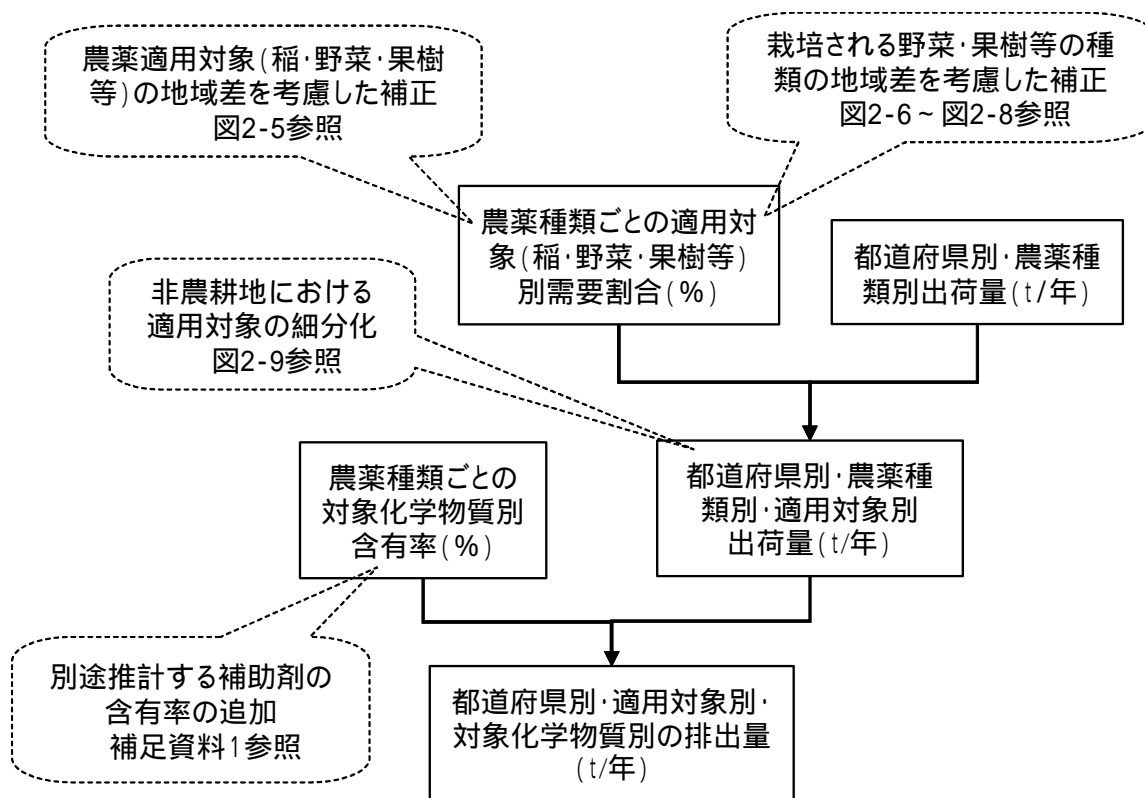 農薬適用対象(稲・野菜・果樹
等)の地域差を考慮した補正
図2-5参照
栽培される野菜・果樹等の種
類の地域差を考慮した補正
図2-6~図2-8参照
農薬種類ごとの適用対
象(稲・野菜・果樹等)
別需要割合(%)
都道府県別・農薬種
類別出荷量(t/年)
非農耕地における
適用対象の細分化
図2-9参照
農薬種類ごとの
対象化学物質別
含有率(%)
都道府県別・農薬種
類別・適用対象別
出荷量(t/年)
別途推計する補助剤の
含有率の追加
補足資料1参照
都道府県別・適用対象別・
対象化学物質別の排出量
(t/年)